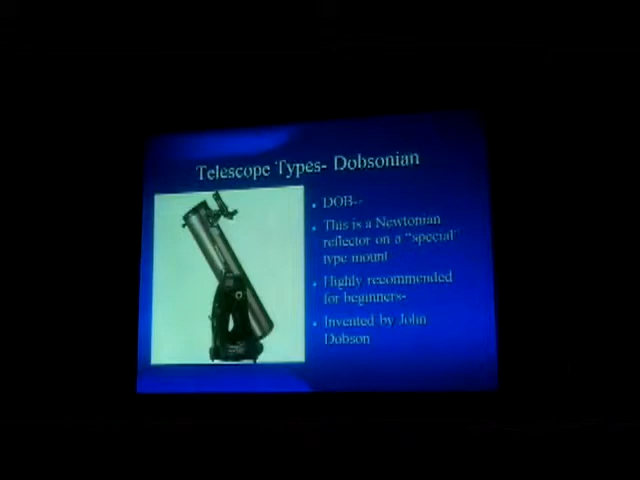 Telescope Types- Dobsonian
DOB--
This is a Newtonian
reflector on a "special"
type mount
Highly recommended
for beginners-
Invented by John
Dobson